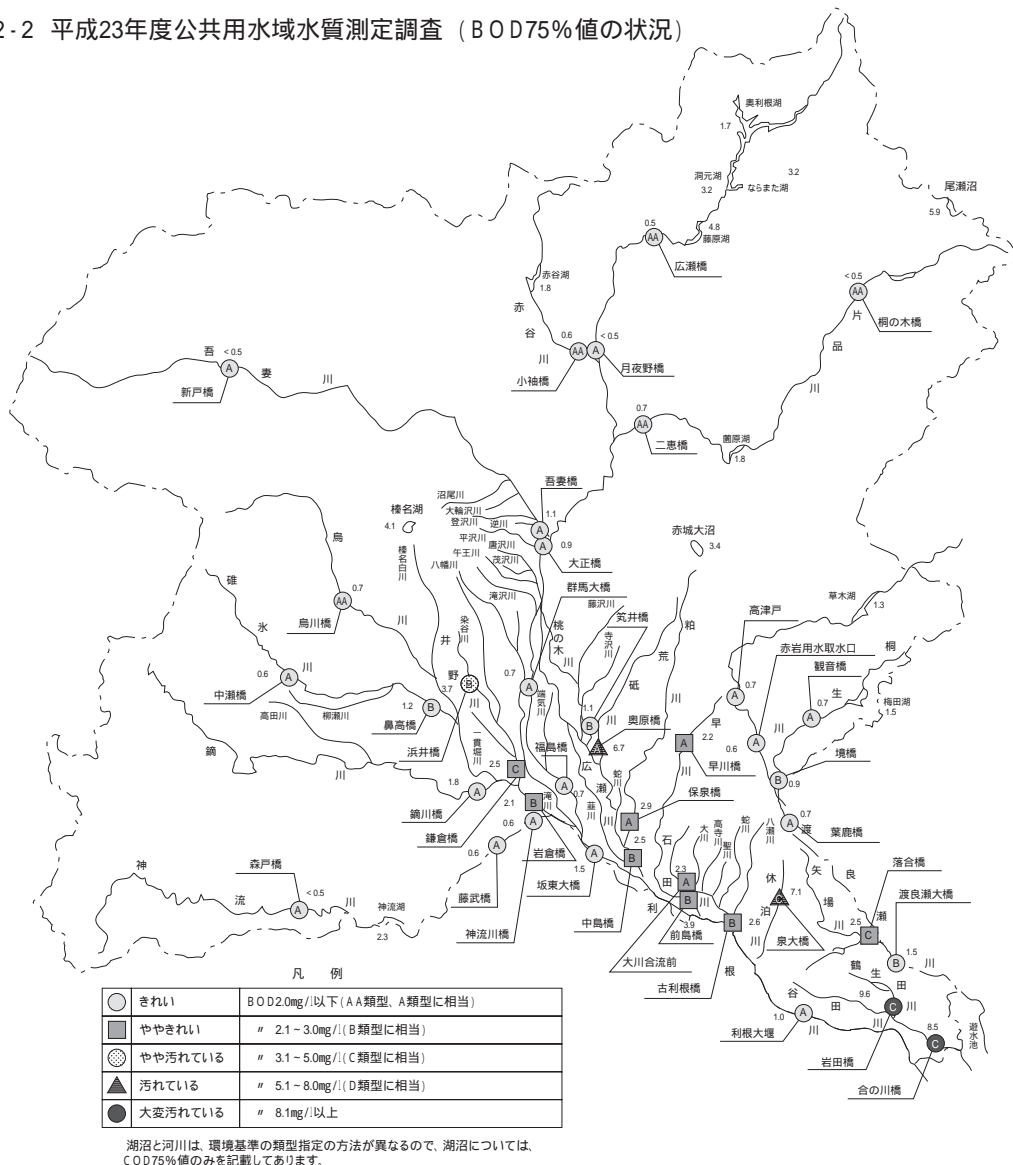 2-2 平成23年度公共用水域水質測定調査(BOD75%値の状況)
奥利根湖
1.7
洞元湖
3.2
ならまた湖
3.2
尾瀬沼
5.9
4.8
藤原湖
0.5
AA
広瀬橋
赤谷湖
1.8
<0.5
AA
桐の木橋
赤谷川
片品川
0.6
AA
小袖橋
A
<0.5
月夜野橋
吾妻川
<0.5
A
新戸橋
0.7
AA
二恵橋
薗原湖
1.8
吾妻橋
1.1
A
A
0.9
大正橋
沼尾川
大輪沢川
登沢川
逆川
平沢川
唐沢川
午王川
茂沢川
八幡川
滝沢川
榛名湖
4.1
榛名白川
赤城大沼
3.4
烏川
0.7
AA
烏川橋
碓氷川
0.6
A
中瀬橋
高田川
柳瀬川
染谷川
井野川
3.7
B
浜井橋
1.2
B
鼻高橋
一貫堀川
鏑川
1.8
A
鏑川橋
2.5
C
鎌倉橋
群馬大橋
0.7
A
端気川
桃の木川
藤沢川
寺沢川
筑井橋
1.1
B
荒砥川
粕川
奥原橋
6.7
広瀬川
福島橋
A
0.7
滝川
韮川
蛇川
2.1
B
岩倉橋
0.6
A
神流川橋
0.6
A
藤武橋
A
1.5
坂東大橋
2.9
A
保泉橋
2.5
B
中島橋
早川
A
2.2
早川橋
高津戸
0.7
A
草木湖
1.3
赤岩用水取水口
0.6
A
観音橋
0.7
A
桐生川
梅田湖
1.5
境橋
B
0.9
0.7
A
葉鹿橋
渡良瀬川
石田川
大川
高寺川
聖川
蛇川
八瀬川
2.3
A
大川合流前
B
3.9
前島橋
利根川
B
2.6
古利根橋
休泊川
7.1
C
泉大橋
矢場川
2.5
C
落合橋
渡良瀬大橋
B
1.5
鶴生田川
9.6
C
岩田橋
谷田川
8.5
C
合の川橋
遊水池
1.0
A
利根大堰
森戸橋
<0.5
A
神流川
神流湖
2.3
凡 例
きれい BOD2.0mg/l以下(AA類型、A類型に相当)
ややきれい 〃 2.1~3.0mg/l(B類型に相当)
やや汚れている 〃 3.1~5.0mg/l(C類型に相当)
汚れている 〃 5.1~8.0mg/l(D類型に相当)
大変汚れている 〃 8.1mg/l以上
湖沼と河川は、環境基準の類型指定の方法が異なるので、湖沼については、
COD75%値のみを記載してあります。